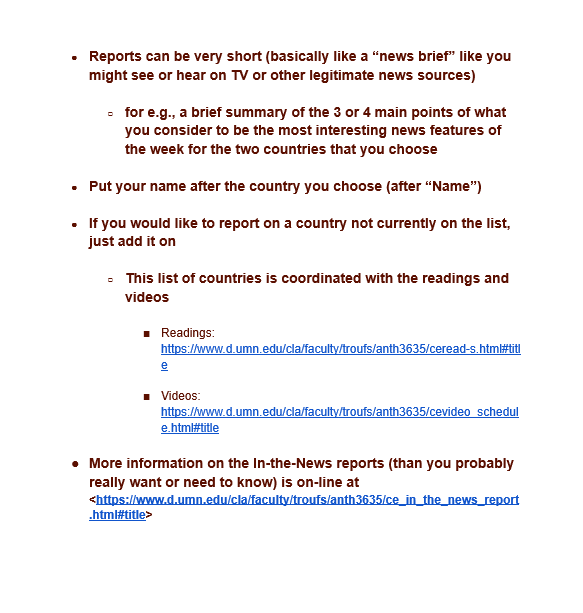 • Reports can be very short (basically like a “news brief” like you
might see or hear on TV or other legitimate news sources)
▫ for e.g., a brief summary of the 3 or 4 main points of what
you consider to be the most interesting news features of
the week for the two countries that you choose
• Put your name after the country you choose (after “Name”)
• If you would like to report on a country not currently on the list,
just add it on
▫ This list of countries is coordinated with the readings and
videos
■ Readings:
https://www.d.umn.edu/cla/faculty/troufs/anth3635/ceread-s.html#titl
e
■ Videos:
https://www.d.umn.edu/cla/faculty/troufs/anth3635/cevideo_schedul
e.html#title
● More information on the In-the-News reports (than you probably
really want or need to know) is on-line at
<https://www.d.umn.edu/cla/faculty/troufs/anth3635/ce_in_the_news_report
.html#title>